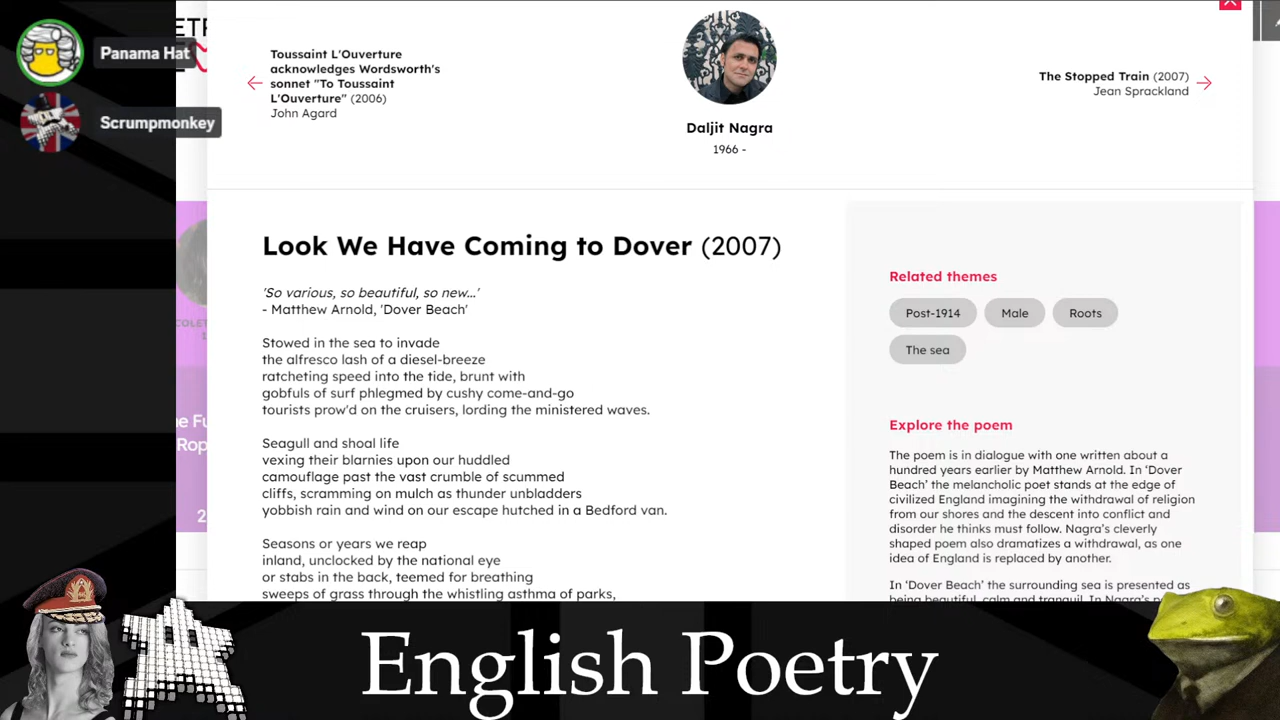 Panama Hat
Scrumpmonkey
Toussaint L'Ouverture
acknowledges Wordsworth's
sonnet "To Toussaint
L'Ouverture" (2006)
John Agard
Daljit Nagra
1966 -
The Stopped Train (2007)
Jean Sprackland
Look We Have Coming to Dover (2007)
'So various, so beautiful, so new...'
- Matthew Arnold, 'Dover Beach'
Stowed in the sea to invade
the alfresco lash of a diesel-breeze
ratcheting speed into the tide, brunt with
gobfuls of surf phlegmed by cushy come-and-go
tourists prow'd on the cruisers, lording the ministered waves.
Seagull and shoal life
vexing their blarnies upon our huddled
camouflage past the vast crumble of scummed
cliffs, scramming on mulch as thunder unbladders
yobbish rain and wind on our escape hutched in a Bedford van.
Seasons or years we reap
inland, unclocked by the national eye
or stabs in the back, teemed for breathing
sweeps of grass through the whistling asthma of parks,
Related themes
Post-1914
Male
Roots
The sea
Explore the poem
The poem is in dialogue with one written about a
hundred years earlier by Matthew Arnold. In ‘Dover
Beach’ the melancholic poet stands at the edge of
civilized England imagining the withdrawal of religion
from our shores and the descent into conflict and
disorder he thinks must follow. Nagra’s cleverly
shaped poem also dramatizes a withdrawal, as one
idea of England is replaced by another.
In ‘Dover Beach’ the surrounding sea is presented as
being beautiful, calm and tranquil. In Nagra's
English Poetry